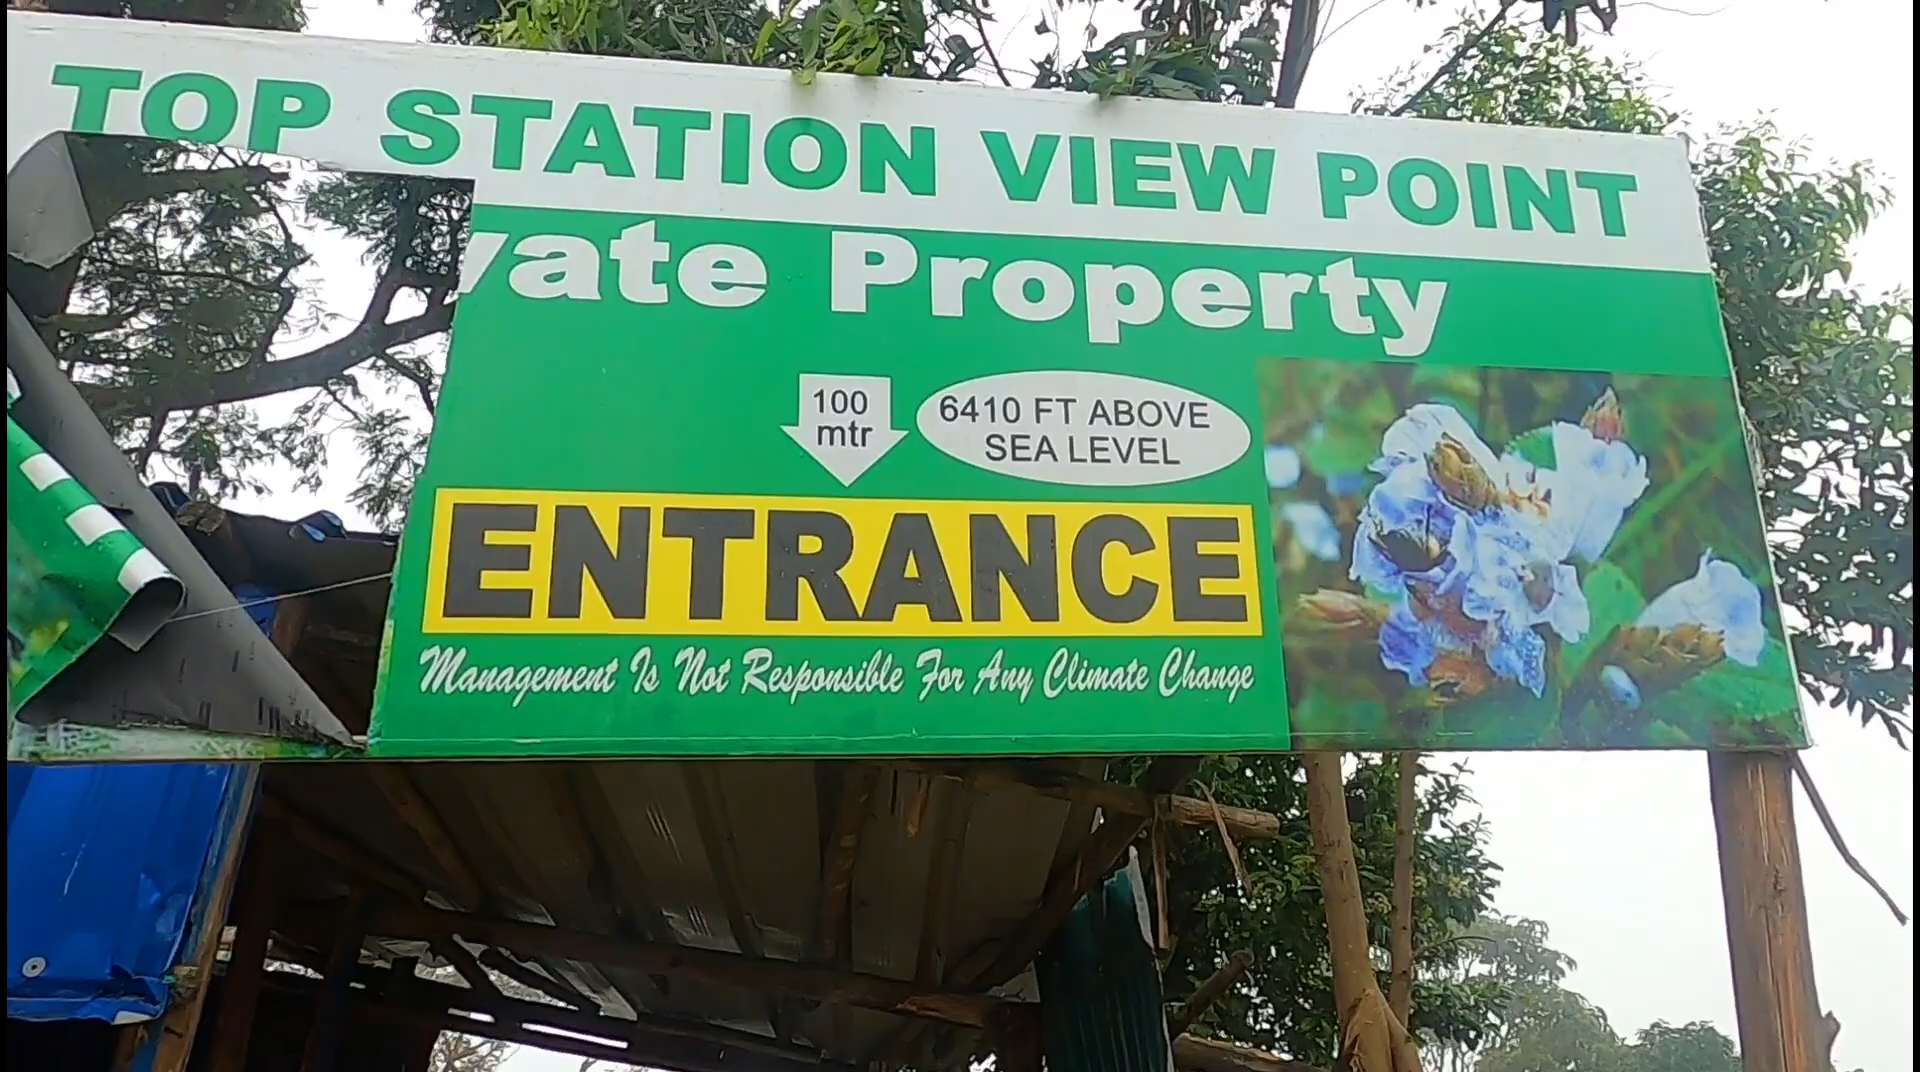 TOP STATION VIEW POINT
vate Property
100
mtr
6410 FT ABOVE
SEA LEVEL
ENTRANCE
Management Is Not Responsible For Any Climate Change